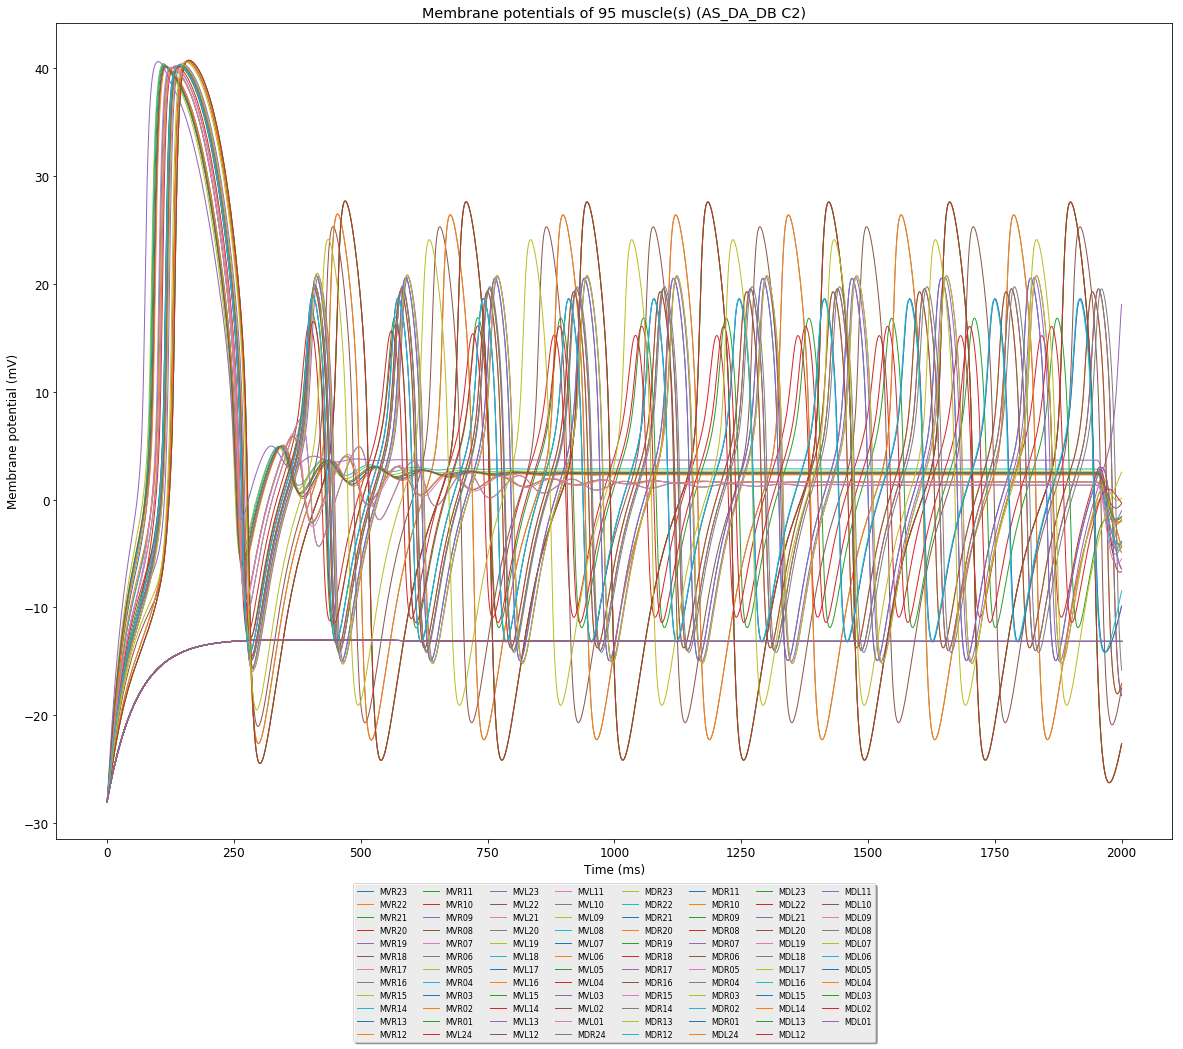 Membrane potentials of 95 muscle(s) (AS_DA_DB C2)
Membrane potential (mV)
40
30
20
10
0
−10
−20
−30
0 250 500 750 1000 1250 1500 1750 2000
Time (ms)
MVR23 MVR11 MVL23 MVL11 MDR23 MDR11 MDL23 MDL11
MVR22 MVR10 MVL22 MVL10 MDR22 MDR10 MDL22 MDL10
MVR21 MVR09 MVL21 MVL09 MDR21 MDR09 MDL21 MDL09
MVR20 MVR08 MVL20 MVL08 MDR20 MDR08 MDL20 MDL08
MVR19 MVR07 MVL19 MVL07 MDR19 MDR07 MDL19 MDL07
MVR18 MVR06 MVL18 MVL06 MDR18 MDR06 MDL18 MDL06
MVR17 MVR05 MVL17 MVL05 MDR17 MDR05 MDL17 MDL05
MVR16 MVR04 MVL16 MVL04 MDR16 MDR04 MDL16 MDL04
MVR15 MVR03 MVL15 MVL03 MDR15 MDR03 MDL15 MDL03
MVR14 MVR02 MVL14 MVL02 MDR14 MDR02 MDL14 MDL02
MVR13 MVR01 MVL13 MVL01 MDR13 MDR01 MDL13 MDL01
MVR12 MVL24 MVL12 MDR24 MDR12 MDL24 MDL12